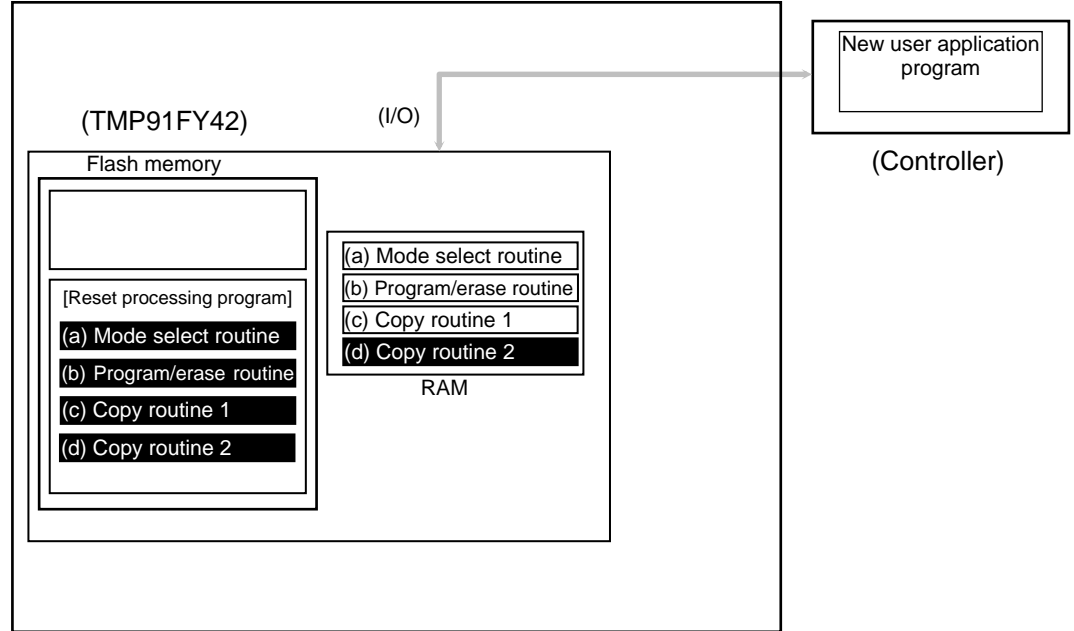 New user application
program
(Controller)
(I/O)
(TMP91FY42)
Flash memory
[Reset processing program]
(a) Mode select routine
(b) Program/erase routine
(c) Copy routine 1
(d) Copy routine 2
(a) Mode select routine
(b) Program/erase routine
(c) Copy routine 1
(d) Copy routine 2
RAM